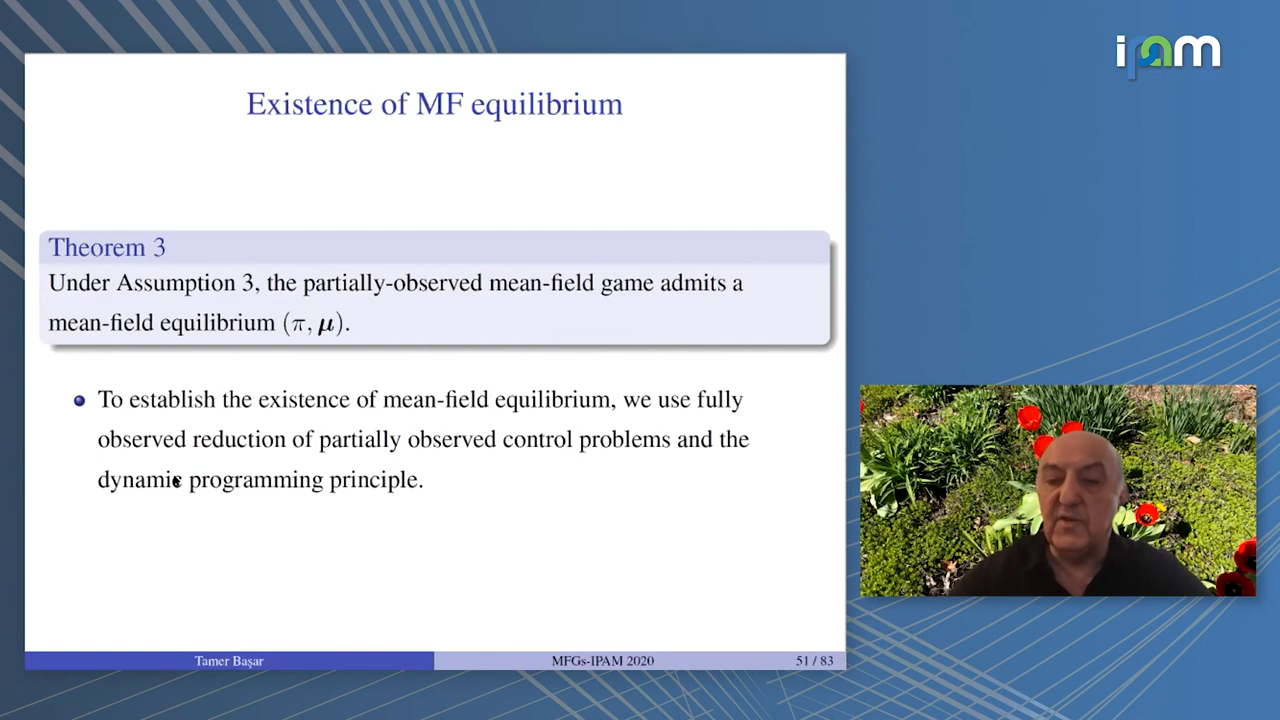 ipam
Existence of MF equilibrium
Theorem 3
Under Assumption 3, the partially-observed mean-field game admits a
mean-field equilibrium (π, μ).
To establish the existence of mean-field equilibrium, we use fully
observed reduction of partially observed control problems and the
dynamic programming principle.
Tamer Başar
MFGs-IPAM 2020
51 / 83